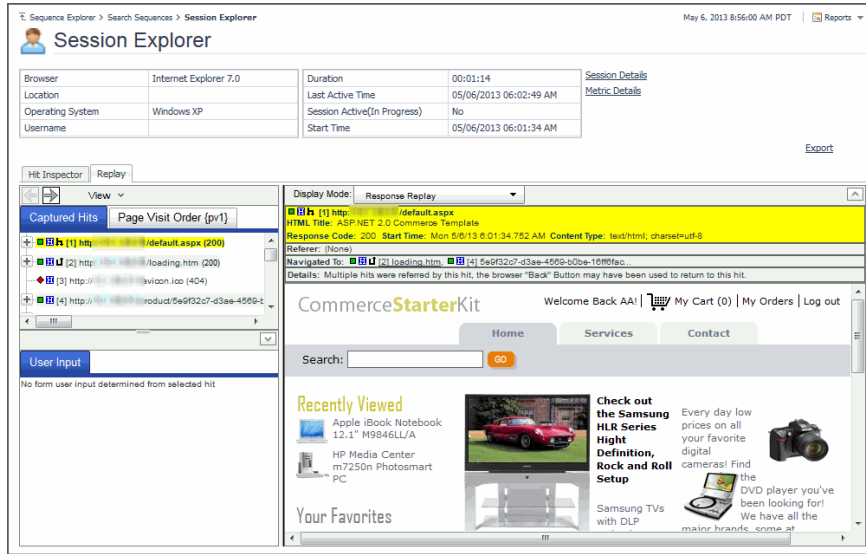 Sequence Explorer > Search Sequences > Session Explorer
May 6, 2013 8:56:00 AM PDT | Reports
Session Explorer
Browser Internet Explorer 7.0
Location
Operating System Windows XP
Username
Duration 00:01:14
Last Active Time 05/06/2013 06:02:49 AM
Session Active(In Progress) No
Start Time 05/06/2013 06:01:34 AM
Session Details
Metric Details
Export
Hit Inspector Replay
View
Captured Hits Page Visit Order {pv1}
[1] http /default.aspx (200)
[2] http:/ /loading.htm (200)
[3] http:// avicon.ico (404)
[4] http:// product/5e9f32c7-d3ae-4569-b
User Input
No form user input determined from selected hit
Display Mode: Response Replay
[1] http: /default.aspx
HTML Title: ASP.NET 2.0 Commerce Template
Response Code: 200 Start Time: Mon 5/6/13 6:01:34.752 AM Content Type: text/html; charset=utf-8
Referer: (None)
Navigated To: [2] loading.htm, [4] 5e9f32c7-d3ae-4569-b0be-16ff6fac...
Details: Multiple hits were referred by this hit, the browser "Back" Button may have been used to return to this hit.
CommerceStarterKit
Welcome Back AA! | My Cart (0) | My Orders | Log out
Home Services Contact
Search: GO
Recently Viewed
Apple iBook Notebook
12.1" M9846LL/A
HP Media Center
m7250n Photosmart
PC
Your Favorites
Check out
the Samsung
HLR Series
Hight
Definition,
Rock and Roll
Setup
Samsung TVs
with DLP
Every day low
prices on all
your favorite
digital
cameras! Find
the
DVD player you've
been looking for!
We have all the
major brands, some at